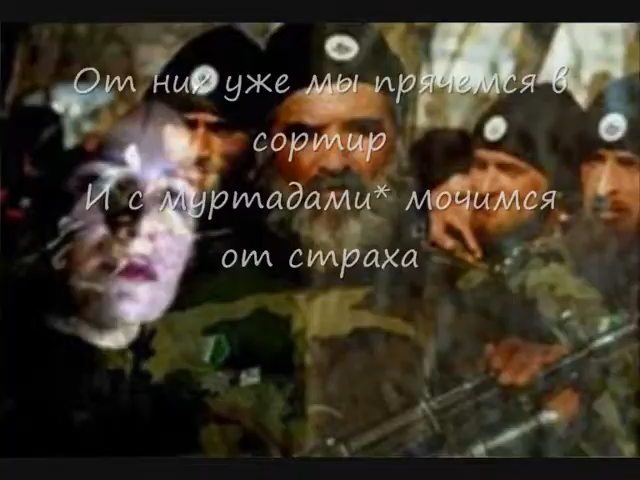 От них уже мы прячемся в
сортир
И с муртадами* мочимся
от страха